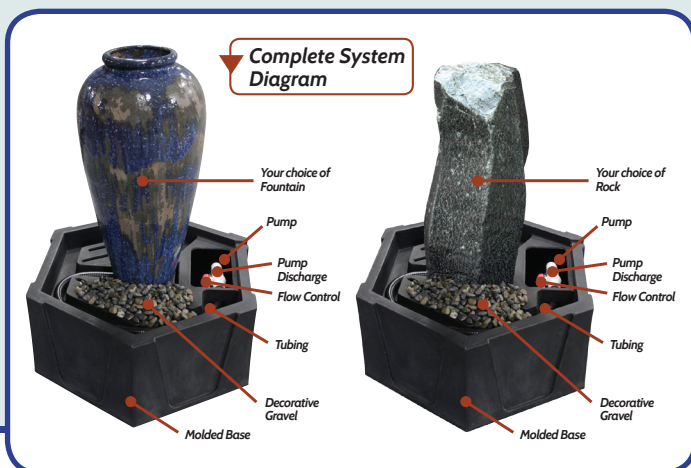 Complete System
Diagram
Your choice of
Fountain
Pump
Pump
Discharge
Flow Control
Tubing
Decorative
Gravel
Molded Base
Your choice of
Rock
Pump
Pump
Discharge
Flow Control
Tubing
Decorative
Gravel
Molded Base